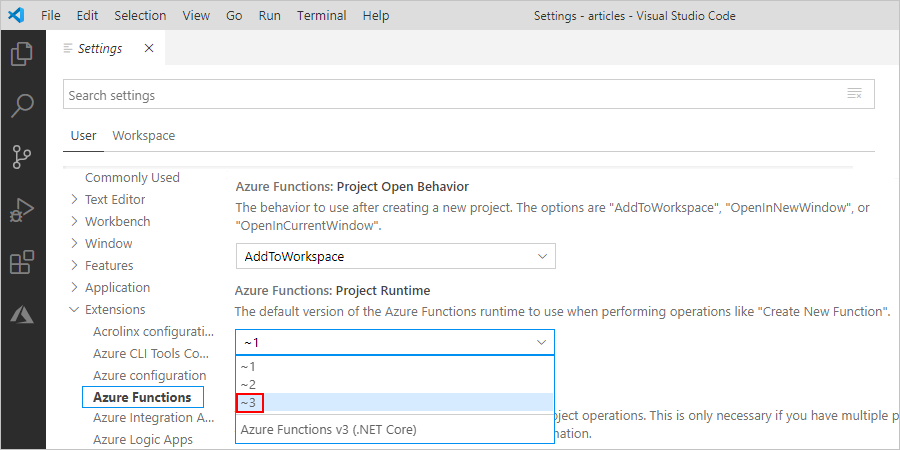 File Edit Selection View Go Run Terminal Help Settings - articles - Visual Studio Code
Settings
Search settings
User Workspace
Commonly Used
Text Editor
Workbench
Window
Features
Application
Extensions
Acrolinx configurati...
Azure CLI Tools Co...
Azure configuration
Azure Functions
Azure Integration A...
Azure Logic Apps
Azure Functions: Project Open Behavior
The behavior to use after creating a new project. The options are "AddToWorkspace", "OpenInNewWindow", or
"OpenInCurrentWindow".
AddToWorkspace
Azure Functions: Project Runtime
The default version of the Azure Functions runtime to use when performing operations like "Create New Function".
~1
~1
~2
~3
Azure Functions v3 (.NET Core)
ject operations. This is only necessary if you have multiple p
nation.